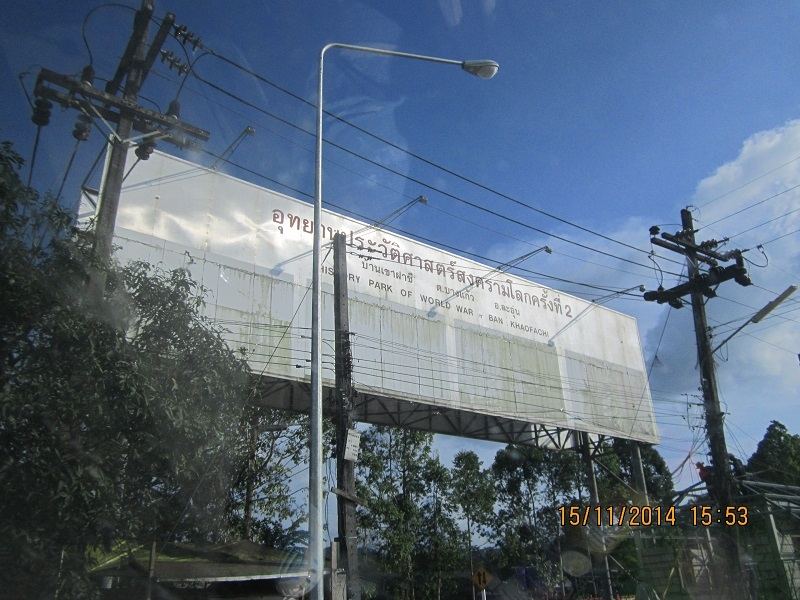 อุทยานประวัติศาสตร์สงครามโลกครั้งที่ 2
บ้านเขาฝาชี ต.บางแก้ว อ.ละอุ่น
HISTORY PARK OF WORLD WAR - BAN KHAOFACHI
15/11/2014 15:53